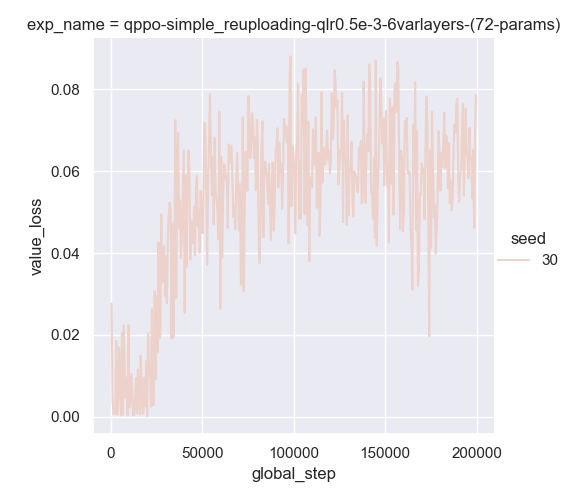 exp_name = qppo-simple_reuploading-qlr0.5e-3-6varlayers-(72-params)
0.08
0.06
0.04
0.02
0.00
value_loss
0
50000
100000
150000
200000
global_step
seed
30